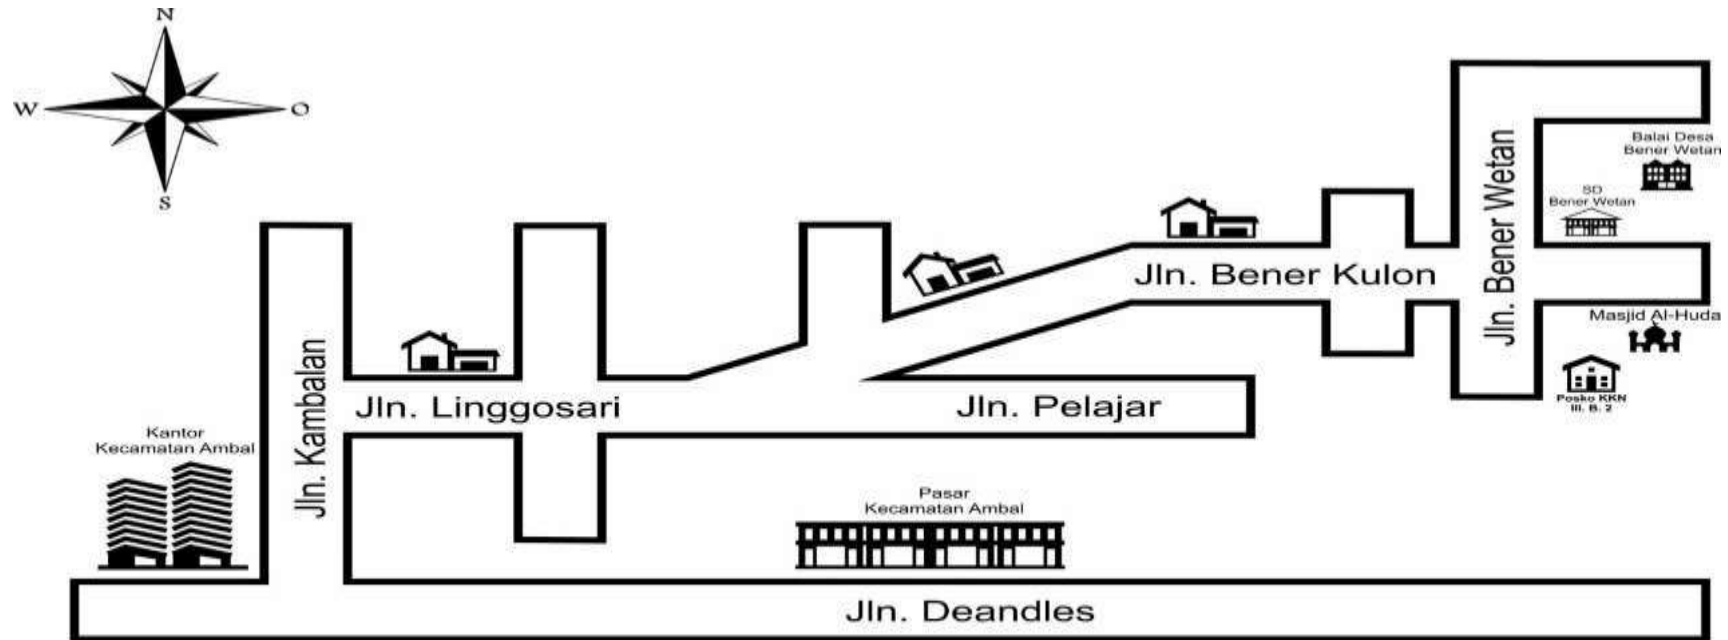 N
W
O
S
Balai Desa
Bener Wetan
SD
Bener Wetan
Jln. Bener Wetan
Jln. Bener Kulon
Masjid Al-Huda
Posko KKN
III. B. 2
Jln. Kambalan
Jln. Linggosari
Jln. Pelajar
Kantor
Kecamatan Ambal
Pasar
Kecamatan Ambal
Jln. Deandles